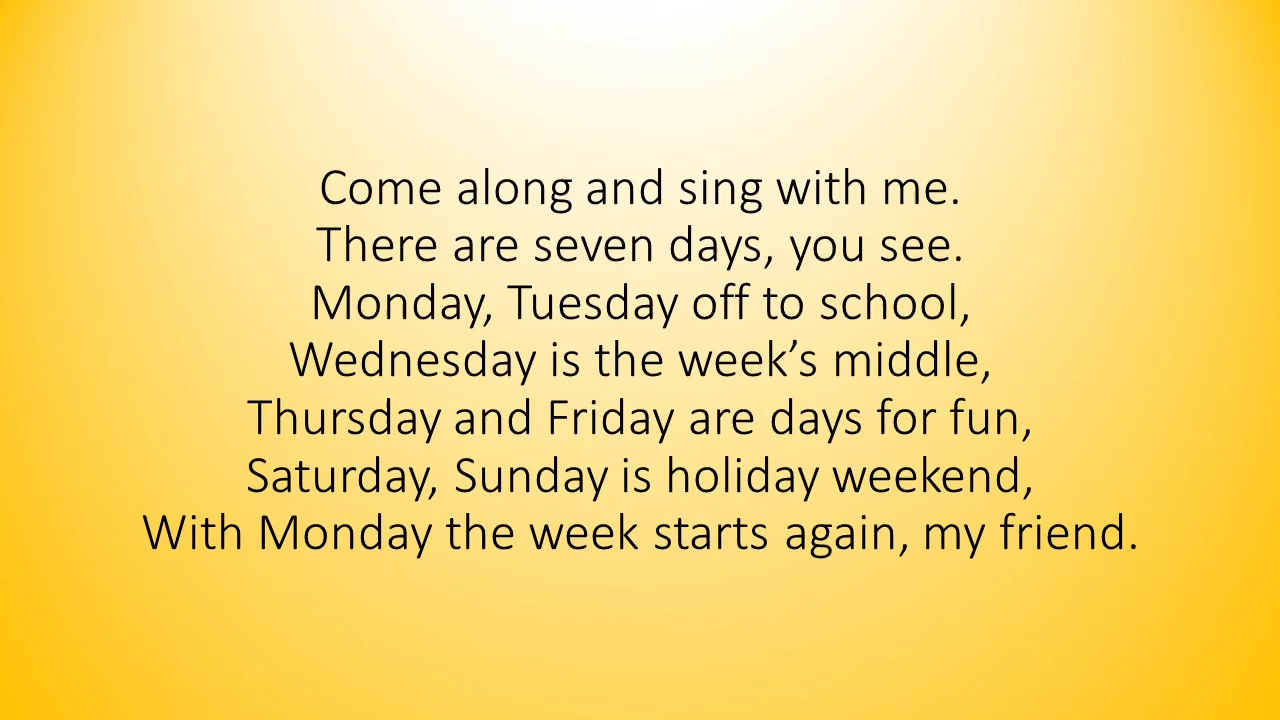 Come along and sing with me.
There are seven days, you see.
Monday, Tuesday off to school,
Wednesday is the week’s middle,
Thursday and Friday are days for fun,
Saturday, Sunday is holiday weekend,
With Monday the week starts again, my friend.